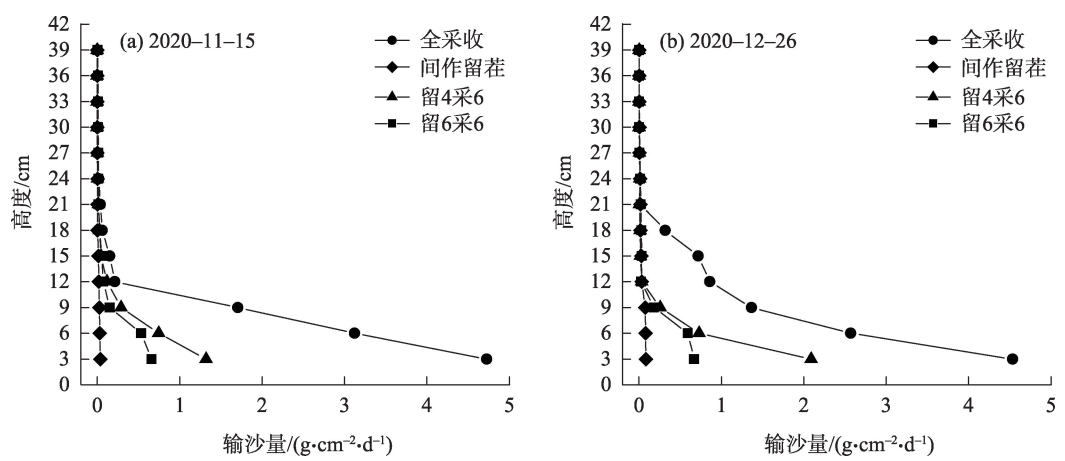 42
39
36
33
30
27
24
21
18
15
12
9
6
3
0
高度/cm
(a) 2020–11–15
全采收
间作留茬
留4采6
留6采6
0 1 2 3 4 5
输沙量/(g·cm⁻²·d⁻¹)
42
39
36
33
30
27
24
21
18
15
12
9
6
3
0
高度/cm
(b) 2020–12–26
全采收
间作留茬
留4采6
留6采6
0 1 2 3 4 5
输沙量/(g·cm⁻²·d⁻¹)